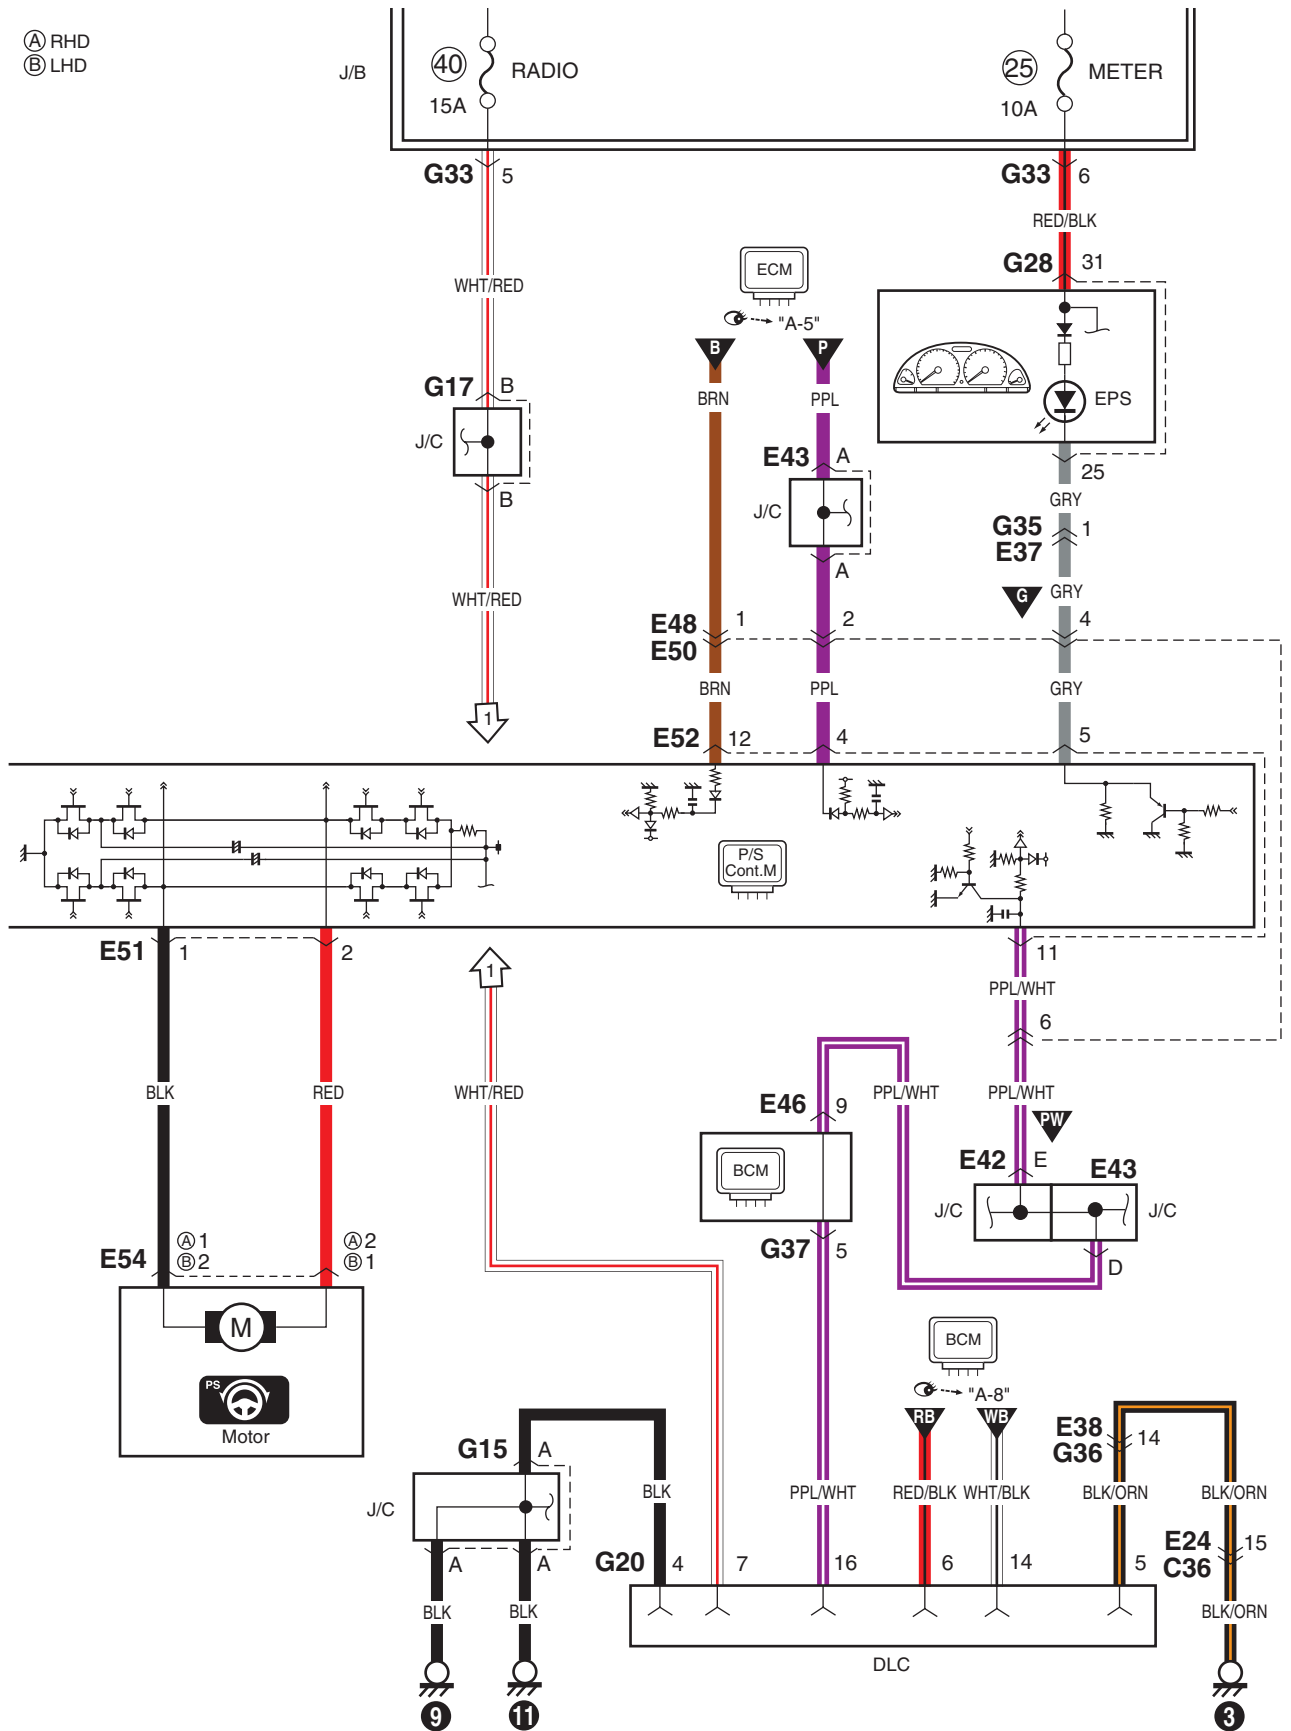 Ⓐ RHD
Ⓑ LHD
J/B
40
RADIO
15A
25
METER
10A
G33
5
G33
6
RED/BLK
G28
31
ECM
"A-5"
WHT/RED
B
P
G17
B
BRN
PPL
EPS
J/C
E43
A
B
25
J/C
GRY
G35
1
E37
A
WHT/RED
G
GRY
E48
1
2
4
E50
BRN
PPL
GRY
1
E52
12
4
5
P/S
Cont.M
E51
1
2
1
11
PPL/WHT
6
BLK
RED
WHT/RED
PPL/WHT
PPL/WHT
E46
9
PW
BCM
E42
E
E43
J/C
J/C
G37
5
D
E54
Ⓐ1
Ⓑ2
Ⓐ2
Ⓑ1
M
PS
Motor
BCM
"A-8"
RB
WB
G15
A
E38
14
G36
J/C
BLK
PPL/WHT
RED/BLK
WHT/BLK
BLK/ORN
BLK/ORN
E24
15
C36
A
A
G20
4
7
16
6
14
5
BLK
BLK
BLK/ORN
DLC
9
11
3